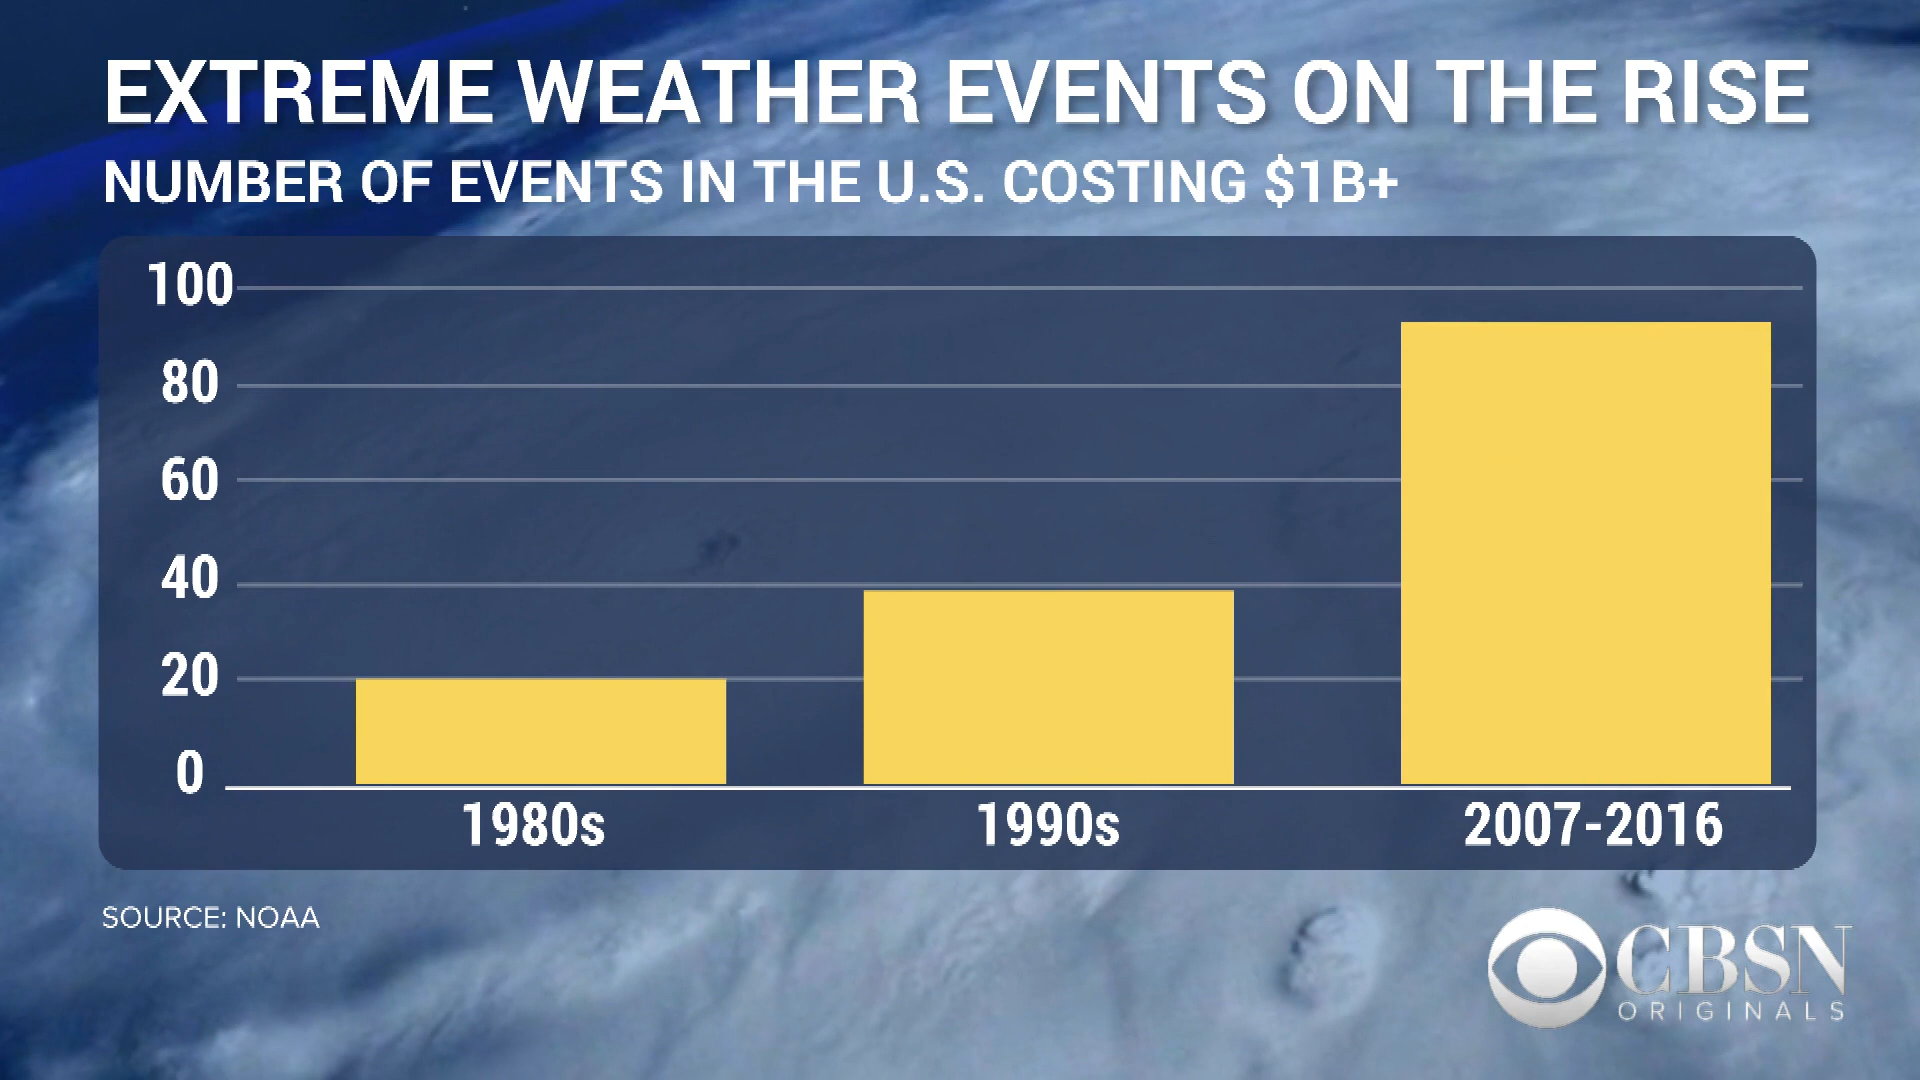 EXTREME WEATHER EVENTS ON THE RISE
NUMBER OF EVENTS IN THE U.S. COSTING $1B+
100
80
60
40
20
0
1980s 1990s 2007-2016
SOURCE: NOAA
CBSN
ORIGINALS